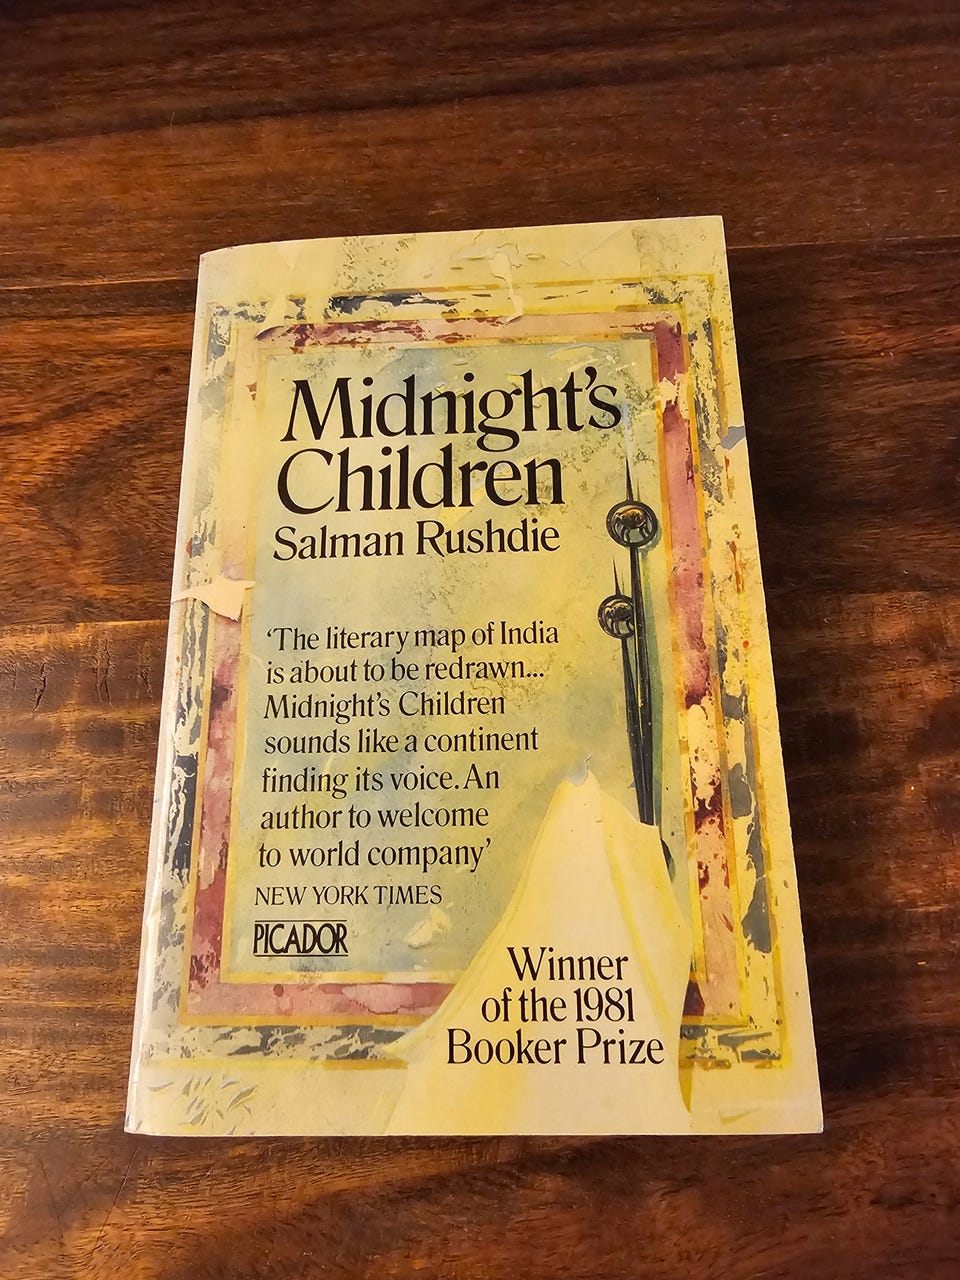 Midnight's
Children
Salman Rushdie
‘The literary map of India
is about to be redrawn...
Midnight's Children
sounds like a continent
finding its voice. An
author to welcome
to world company’
NEW YORK TIMES
PICADOR
Winner
of the 1981
Booker Prize